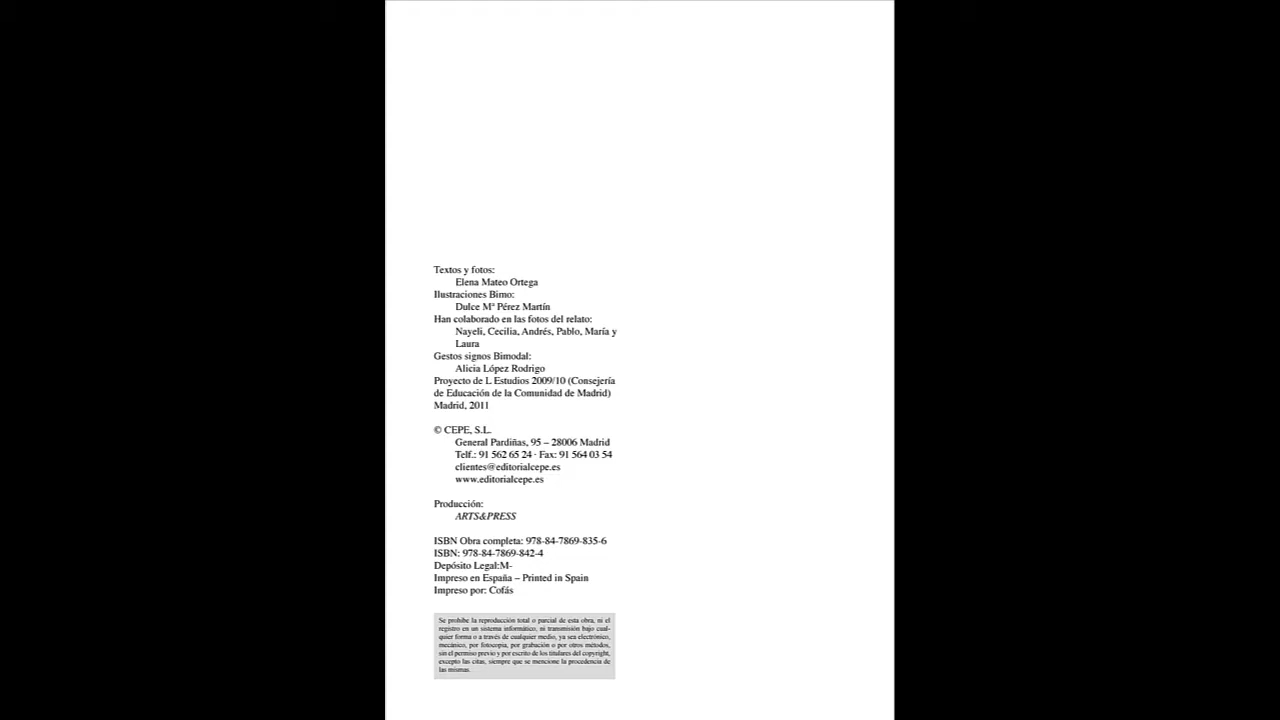 Textos y fotos:
Elena Mateo Ortega
Ilustraciones Bimo:
Dulce Mª Pérez Martín
Han colaborado en las fotos del relato:
Nayeli, Cecilia, Andrés, Pablo, María y
Laura
Gestos signos Bimodal:
Alicia López Rodrigo
Proyecto de L Estudios 2009/10 (Consejería
de Educación de la Comunidad de Madrid)
Madrid, 2011
© CEPE, S.L.
General Pardiñas, 95 – 28006 Madrid
Telf.: 91 562 65 24 · Fax: 91 564 03 54
clientes@editorialcepe.es
www.editorialcepe.es
Producción:
ARTS&PRESS
ISBN Obra completa: 978-84-7869-835-6
ISBN: 978-84-7869-842-4
Depósito Legal:M-
Impreso en España – Printed in Spain
Impreso por: Cofás
Se prohíbe la reproducción total o parcial de esta obra, ni el
registro en un sistema informático, ni transmisión bajo cual-
quier forma o a través de cualquier medio, ya sea electrónico,
mecánico, por fotocopia, por grabación o por otros métodos,
sin el permiso previo y por escrito de los titulares del copyright,
excepto las citas, siempre que se mencione la procedencia de
las mismas.